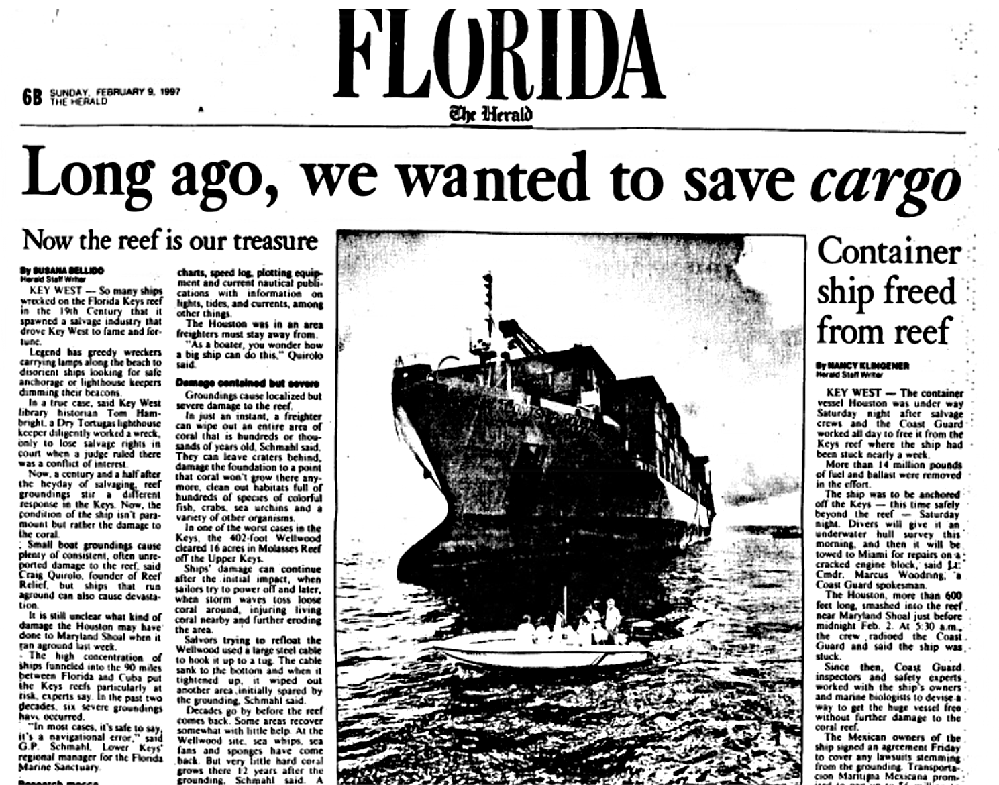 FLORIDA
6B SUNDAY, FEBRUARY 9, 1997
THE HERALD
The Herald
Long ago, we wanted to save cargo
Now the reef is our treasure
By SUSANA BELLIDO
Herald Staff Writer
KEY WEST — So many ships
wrecked on the Florida Keys reef
in the 19th Century that it
spawned a salvage industry that
drove Key West to fame and for-
tune.
Legend has greedy wreckers
carrying lamps along the beach to
disorient ships looking for safe
anchorage or lighthouse keepers
dimming their beacons.
In a true case, said Key West
library historian Tom Ham-
bright, a Dry Tortugas lighthouse
keeper diligently worked a wreck,
only to lose salvage rights in
court when a judge ruled there
was a conflict of interest.
Now, a century and a half after
the heyday of salvaging, reef
groundings stir a different
response in the Keys. Now, the
condition of the ship isn't para-
mount but rather the damage to
the coral.
Small boat groundings cause
plenty of consistent, often unre-
ported damage to the reef, said
Craig Quirolo, founder of Reef
Relief, but ships that run
aground can also cause devasta-
tion.
It is still unclear what kind of
damage the Houston may have
done to Maryland Shoal when it
ran aground last week.
The high concentration of
ships funneled into the 90 miles
between Florida and Cuba put
the Keys reefs particularly at
risk, experts say. In the past two
decades, six severe groundings
have occurred.
"In most cases, it's safe to say,
it's a navigational error," said
G.P. Schmahl, Lower Keys'
regional manager for the Florida
Marine Sanctuary.
charts, speed log, plotting equip-
ment and current nautical publi-
cations with information on
lights, tides, and currents, among
other things.
The Houston was in an area
freighters must stay away from.
"As a boater, you wonder how
a big ship can do this," Quirolo
said.
Damage contained but severe
Groundings cause localized but
severe damage to the reef.
In just an instant, a freighter
can wipe out an entire area of
coral that is hundreds or thou-
sands of years old, Schmahl said.
They can leave craters behind,
damage the foundation to a point
that coral won't grow there any-
more, clean out habitats full of
hundreds of species of colorful
fish, crabs, sea urchins and a
variety of other organisms.
In one of the worst cases in the
Keys, the 402-foot Wellwood
cleared 16 acres in Molasses Reef
off the Upper Keys.
Ships' damage can continue
after the initial impact, when
sailors try to power off and later,
when storm waves toss loose
coral around, injuring living
coral nearby and further eroding
the area.
Salvors trying to refloat the
Wellwood used a large steel cable
to hook it up to a tug. The cable
sank to the bottom and when it
tightened up, it wiped out
another area initially spared by
the grounding, Schmahl said.
Decades go by before the reef
comes back. Some areas recover
somewhat with little help. At the
Wellwood site, sea whips, sea
fans and sponges have come
back. But very little hard coral
grows there 12 years after the
grounding, Schmahl said. A
Container
ship freed
from reef
By NANCY KLINGENER
Herald Staff Writer
KEY WEST — The container
vessel Houston was under way
Saturday night after salvage
crews and the Coast Guard
worked all day to free it from the
Keys reef where the ship had
been stuck nearly a week.
More than 14 million pounds
of fuel and ballast were removed
in the effort.
The ship was to be anchored
off the Keys — this time safely
beyond the reef — Saturday
night. Divers will give it an
underwater hull survey this
morning, and then it will be
towed to Miami for repairs on a
cracked engine block, said Lt.
Cmdr. Marcus Woodring, a
Coast Guard spokesman.
The Houston, more than 600
feet long, smashed into the reef
near Maryland Shoal just before
midnight Feb. 2. At 5:30 a.m.,
the crew radioed the Coast
Guard and said the ship was
stuck.
Since then, Coast Guard
inspectors and safety experts
worked with the ship's owners
and marine biologists to devise a
way to get the huge vessel free
without further damage to the
coral reef.
The Mexican owners of the
ship signed an agreement Friday
to cover any lawsuits stemming
from the grounding. Transporta-
cion Maritima Mexicana prom-